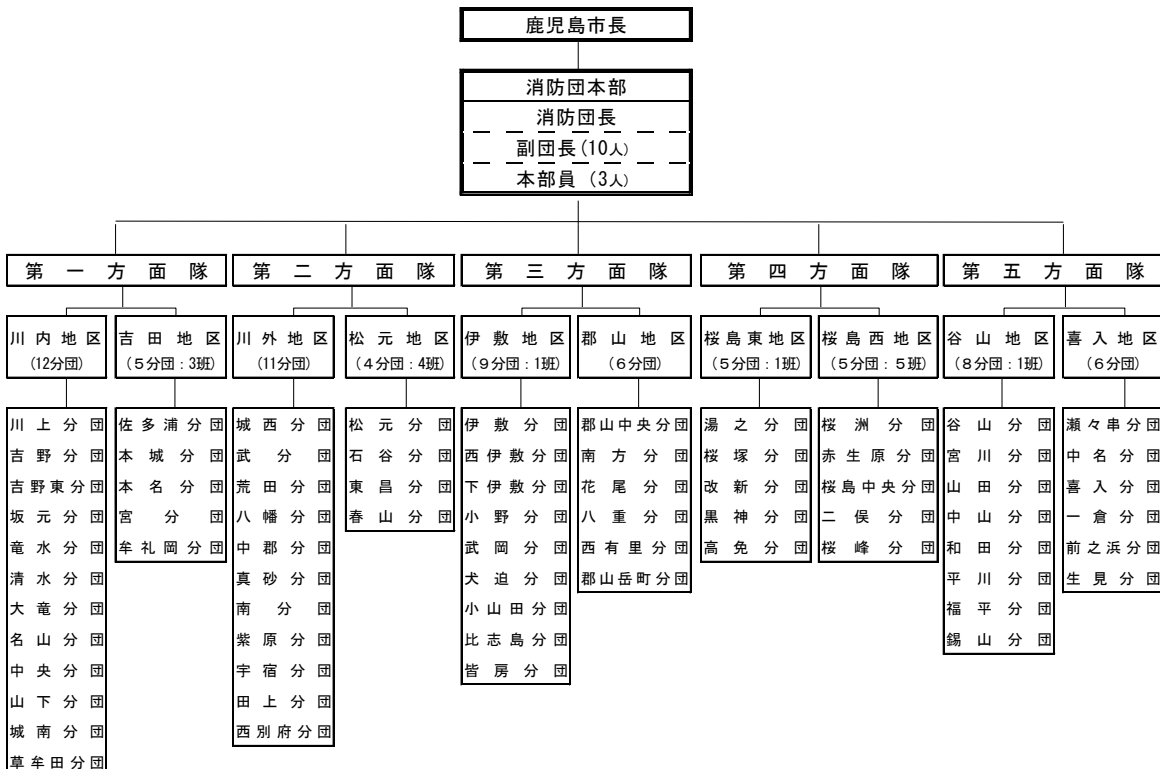 鹿児島市長
消防団本部
消防団長
副団長(10人)
本部員（3人）
第一方面隊
第二方面隊
第三方面隊
第四方面隊
第五方面隊
川内地区
(12分団)
吉田地区
(5分団：3班)
川外地区
(11分団)
松元地区
(4分団：4班)
伊敷地区
(9分団：1班)
郡山地区
(6分団)
桜島東地区
(5分団：1班)
桜島西地区
(5分団：5班)
谷山地区
(8分団：1班)
喜入地区
(6分団)
川上分団
吉野分団
吉野東分団
坂元分団
竜水分団
清水分団
大竜分団
名山分団
中央分団
山下分団
城南分団
草牟田分団
佐多浦分団
本城分団
本名分団
宮分団
牟礼岡分団
城西分団
武分団
荒田分団
八幡分団
中郡分団
真砂分団
南分団
紫原分団
宇宿分団
田上分団
西別府分団
松元分団
石谷分団
東昌分団
春山分団
伊敷分団
西伊敷分団
下伊敷分団
小野分団
武岡分団
犬迫分団
小山田分団
比志島分団
皆房分団
郡山中央分団
南方分団
花尾分団
八重分団
西有里分団
郡山岳町分団
湯之分団
桜塚分団
改新分団
黒神分団
高免分団
桜洲分団
赤生原分団
桜島中央分団
二俣分団
桜峰分団
谷山分団
宮川分団
山田分団
中山分団
和田分団
平川分団
福平分団
錫山分団
瀬々串分団
中名分団
喜入分団
一倉分団
前之浜分団
生見分団